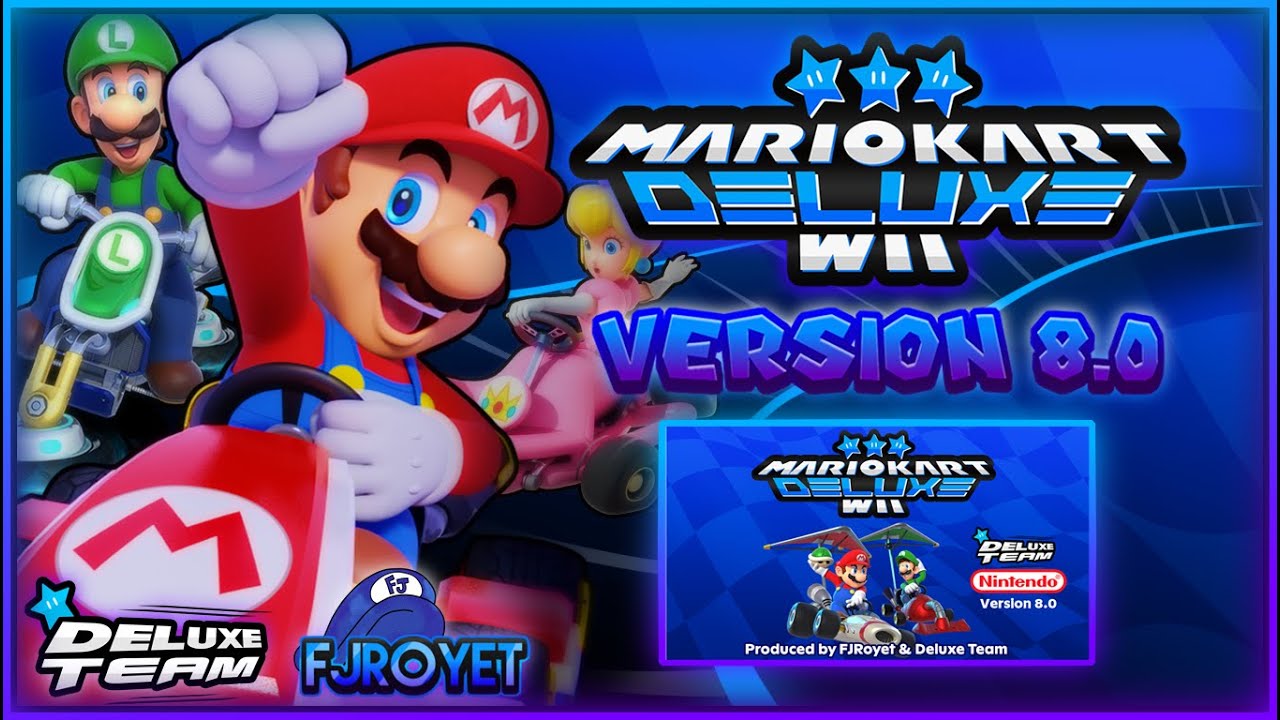 L
M
L
MARIOKART
DELUXE
WII
VERSION 8.0
M
MARIOKART
DELUXE
WII
DELUXE
TEAM
Nintendo
Version 8.0
Produced by FJRoyet & Deluxe Team
DELUXE
TEAM
FJ
FJROYET